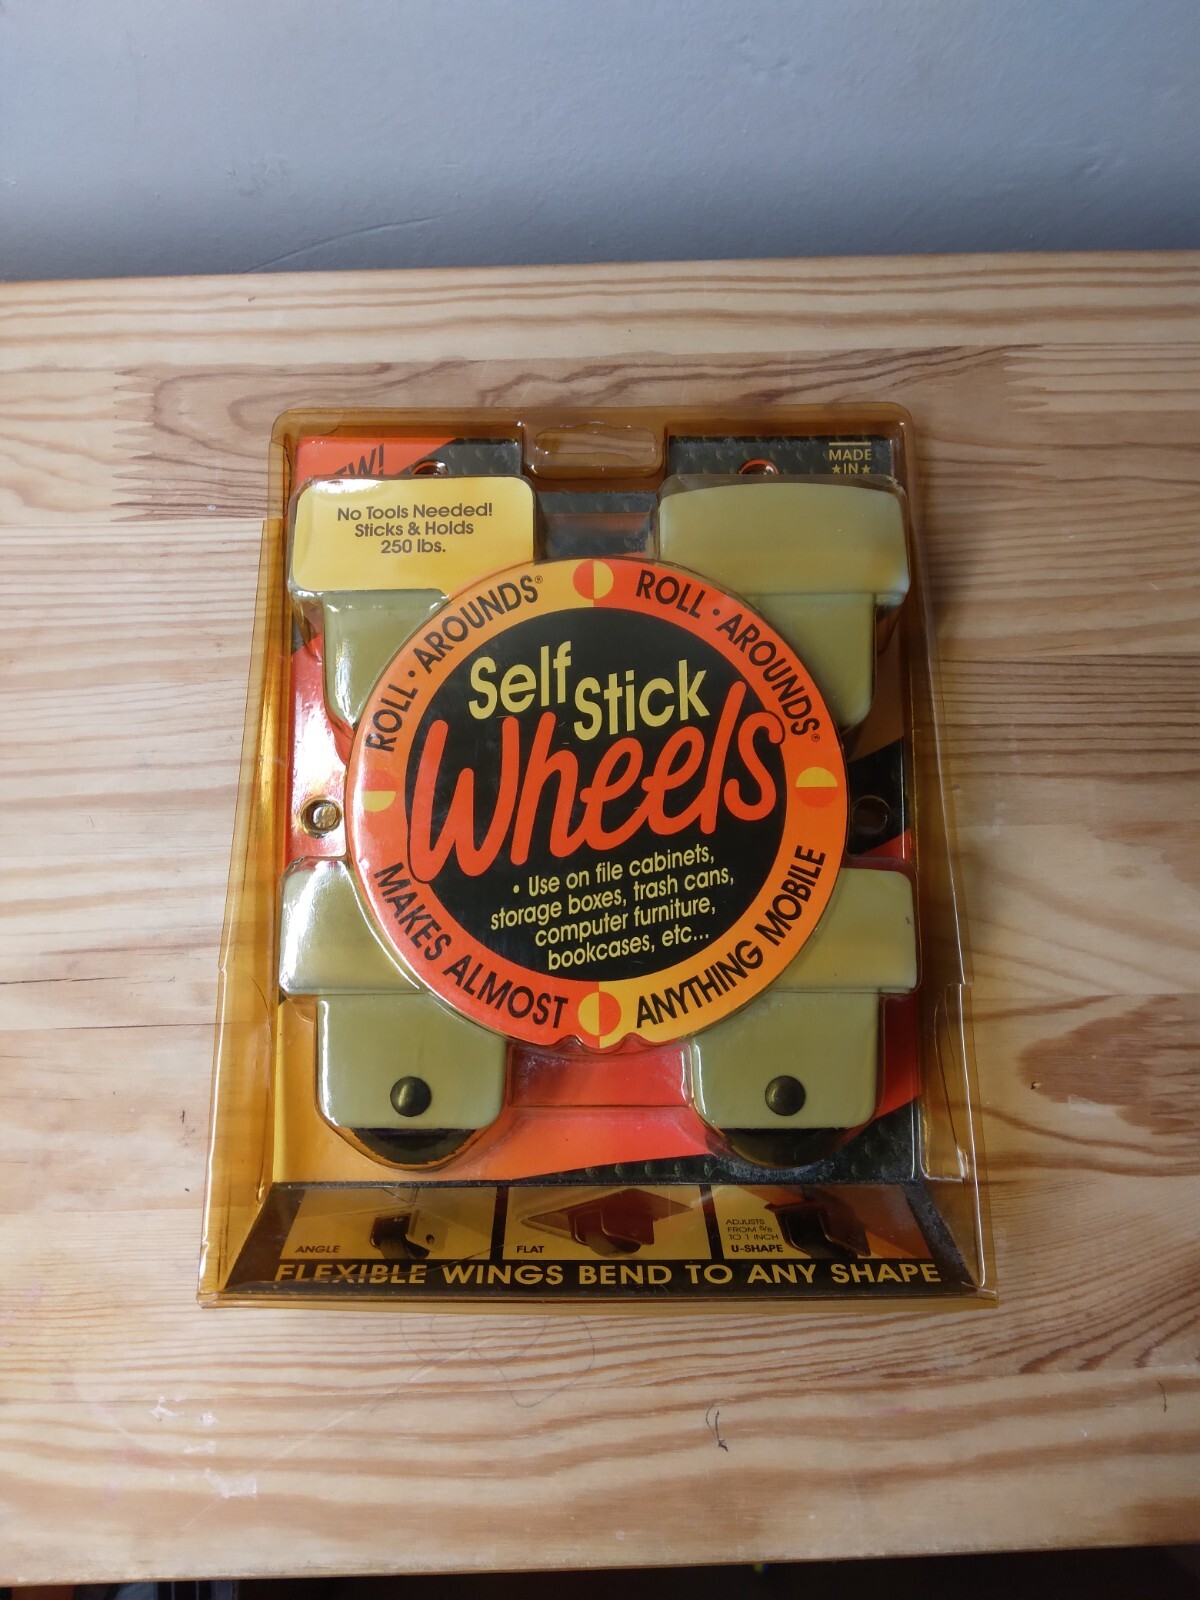 MADE
★IN★
No Tools Needed!
Sticks & Holds
250 lbs.
ROLL · AROUNDS®
ROLL · AROUNDS®
Self
Stick
Wheels
• Use on file cabinets,
storage boxes, trash cans,
computer furniture,
bookcases, etc...
MAKES ALMOST
ANYTHING MOBILE
ANGLE
FLAT
ADJUSTS
FROM 5/8
TO 1 INCH
U-SHAPE
FLEXIBLE WINGS BEND TO ANY SHAPE